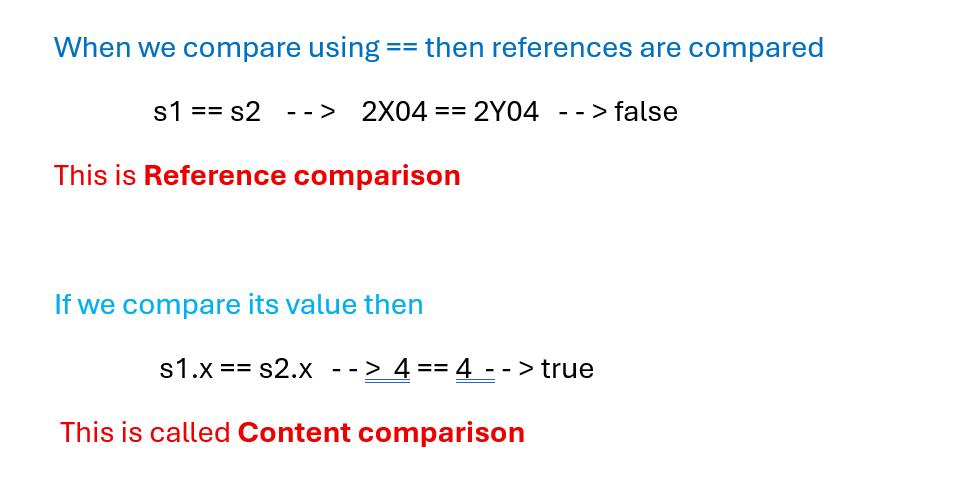 When we compare using == then references are compared
s1 == s2 - - > 2X04 == 2Y04 - - > false
This is Reference comparison
If we compare its value then
s1.x == s2.x - - > 4 == 4 - - > true
This is called Content comparison